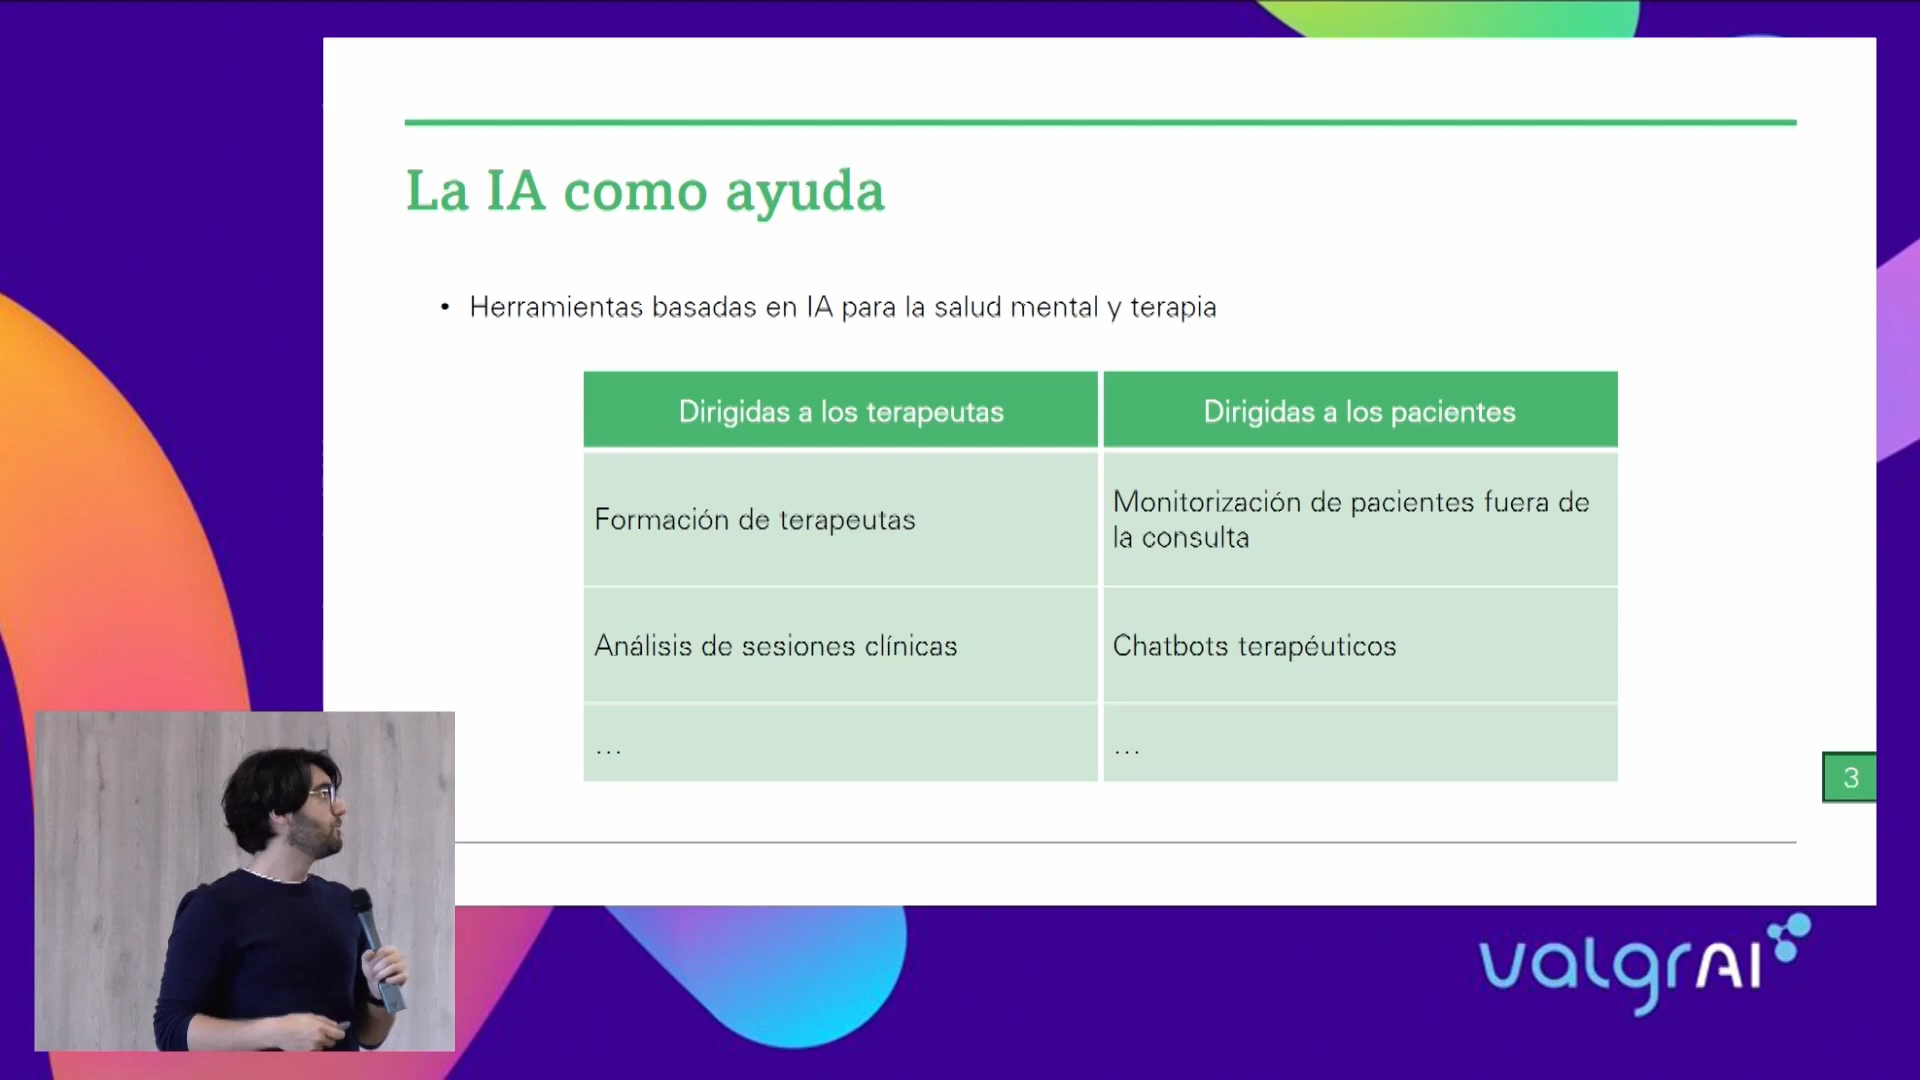 La IA como ayuda
• Herramientas basadas en IA para la salud mental y terapia
Dirigidas a los terapeutas
Dirigidas a los pacientes
Formación de terapeutas
Monitorización de pacientes fuera de
la consulta
Análisis de sesiones clínicas
Chatbots terapéuticos
...
...
3
valgrAI